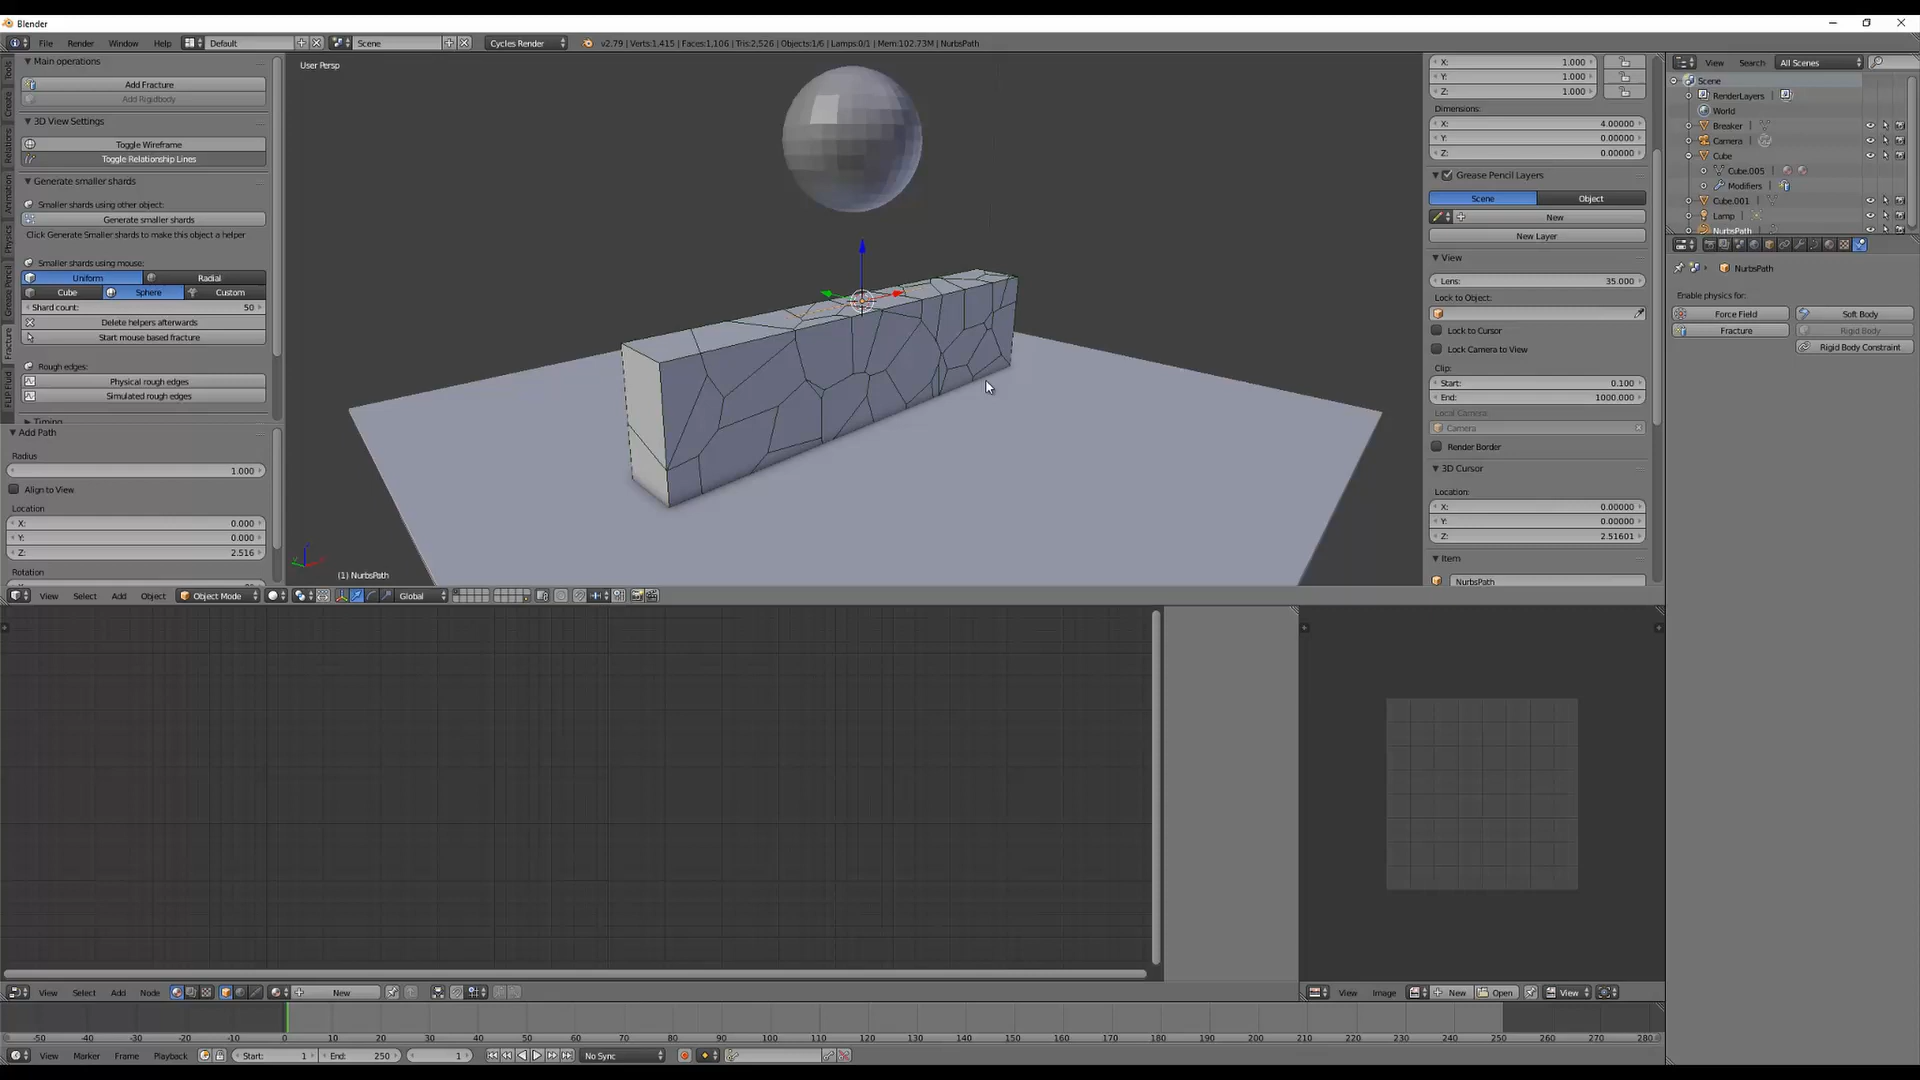 Blender
File Render Window Help Default Scene Cycles Render v2.79 | Verts:1,415 | Faces:1,106 | Tris:2,526 | Objects:1/6 | Lamps:0/1 | Mem:102.73M | NurbsPath
Tools
Create
Relations
Animation
Physics
Grease Pencil
Fracture
FLIP Fluid
Main operations
Add Fracture
Add Rigidbody
3D View Settings
Toggle Wireframe
Toggle Relationship Lines
Generate smaller shards
Smaller shards using other object:
Generate smaller shards
Click Generate Smaller shards to make this object a helper
Smaller shards using mouse:
Uniform Radial
Cube Sphere Custom
Shard count: 50
Delete helpers afterwards
Start mouse based fracture
Rough edges:
Physical rough edges
Simulated rough edges
Timing
Add Path
Radius
1.000
Align to View
Location
X: 0.000
Y: 0.000
Z: 2.516
Rotation
User Persp
(1) NurbsPath
View Select Add Object Object Mode Global
X: 1.000
Y: 1.000
Z: 1.000
Dimensions:
X: 4.00000
Y: 0.00000
Z: 0.00000
Grease Pencil Layers
Scene Object
New
New Layer
View
Lens: 35.000
Lock to Object:
Lock to Cursor
Lock Camera to View
Clip:
Start: 0.100
End: 1000.000
Local Camera:
Camera
Render Border
3D Cursor
Location:
X: 0.00000
Y: 0.00000
Z: 2.51601
Item
NurbsPath
View Search All Scenes
Scene
RenderLayers |
World
Breaker |
Camera |
Cube
Cube.005 |
Modifiers |
Cube.001 |
Lamp |
NurbsPath
NurbsPath
Enable physics for:
Force Field Soft Body
Fracture Rigid Body
Rigid Body Constraint
View Select Add Node New
View Image New Open View
-50 -40 -30 -20 -10 0 10 20 30 40 50 60 70 80 90 100 110 120 130 140 150 160 170 180 190 200 210 220 230 240 250 260 270 280
View Marker Frame Playback Start: 1 End: 250 1 No Sync